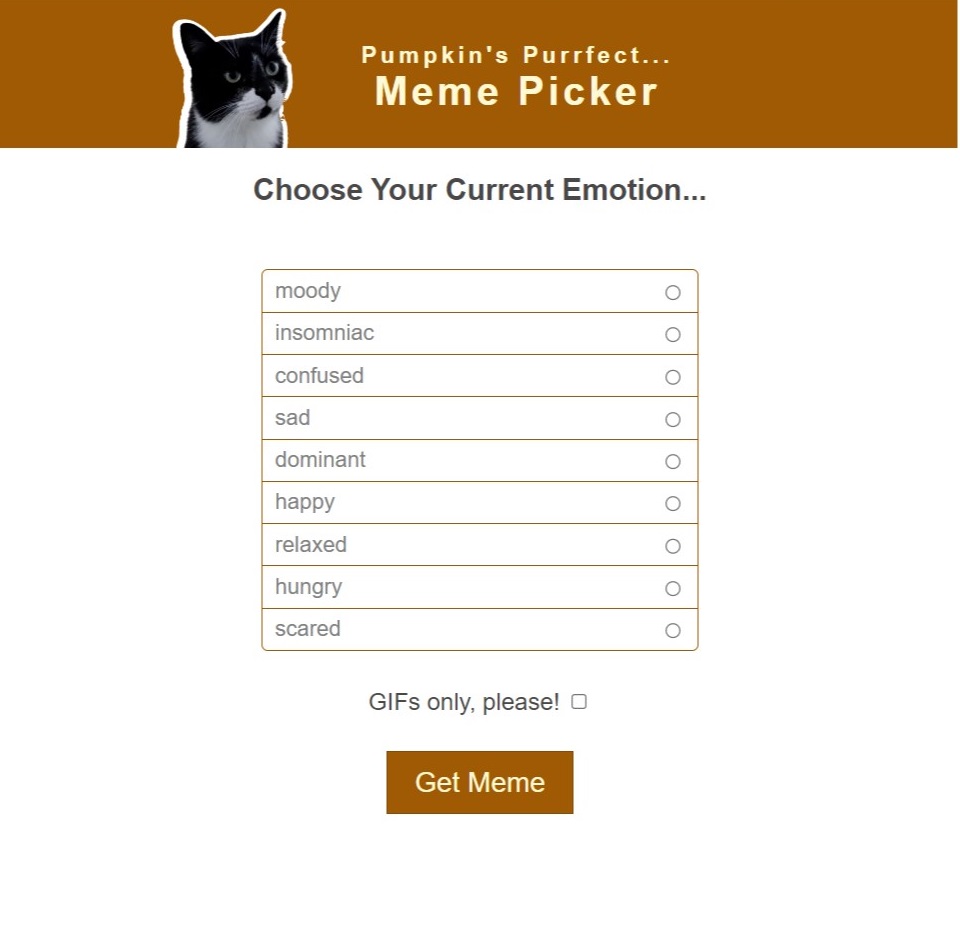 Pumpkin's Purrfect...
Meme Picker
Choose Your Current Emotion...
moody
insomniac
confused
sad
dominant
happy
relaxed
hungry
scared
GIFs only, please!
Get Meme